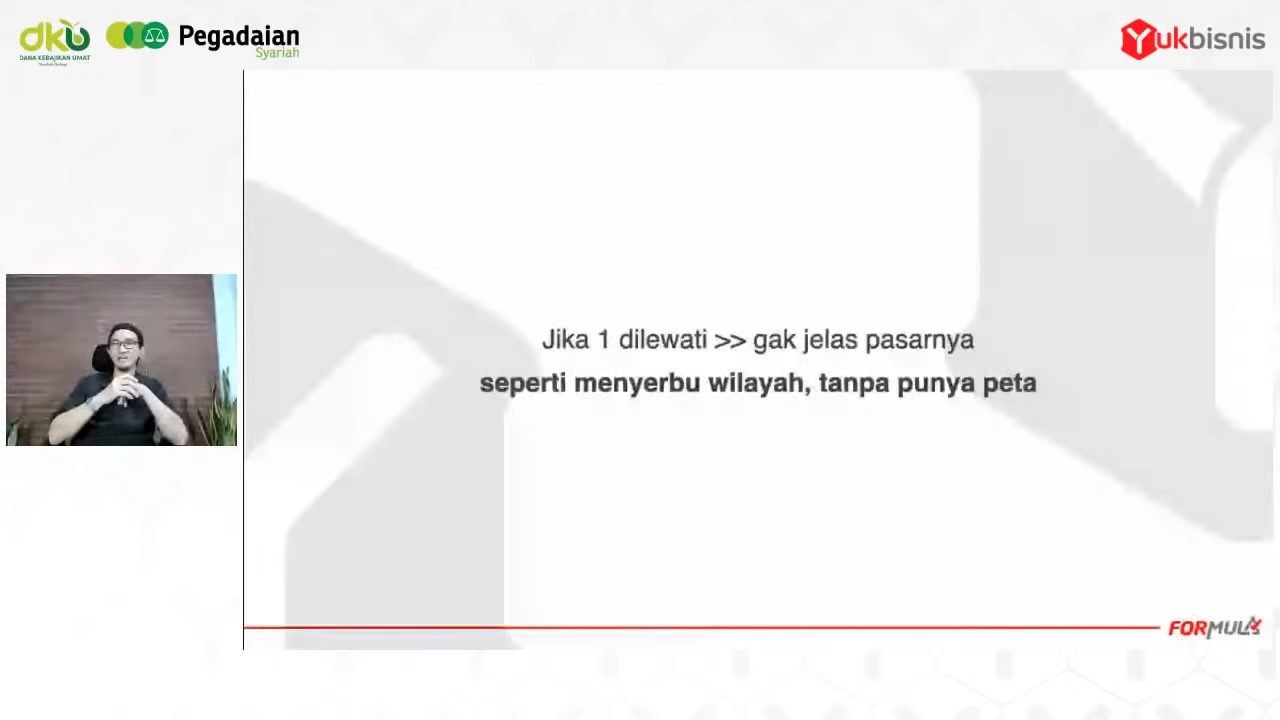 dku
DANA KEBAJIKAN UMAT
Pegadaian
Syariah
Yukbisnis
Jika 1 dilewati >> gak jelas pasarnya
seperti menyerbu wilayah, tanpa punya peta
FORMULA